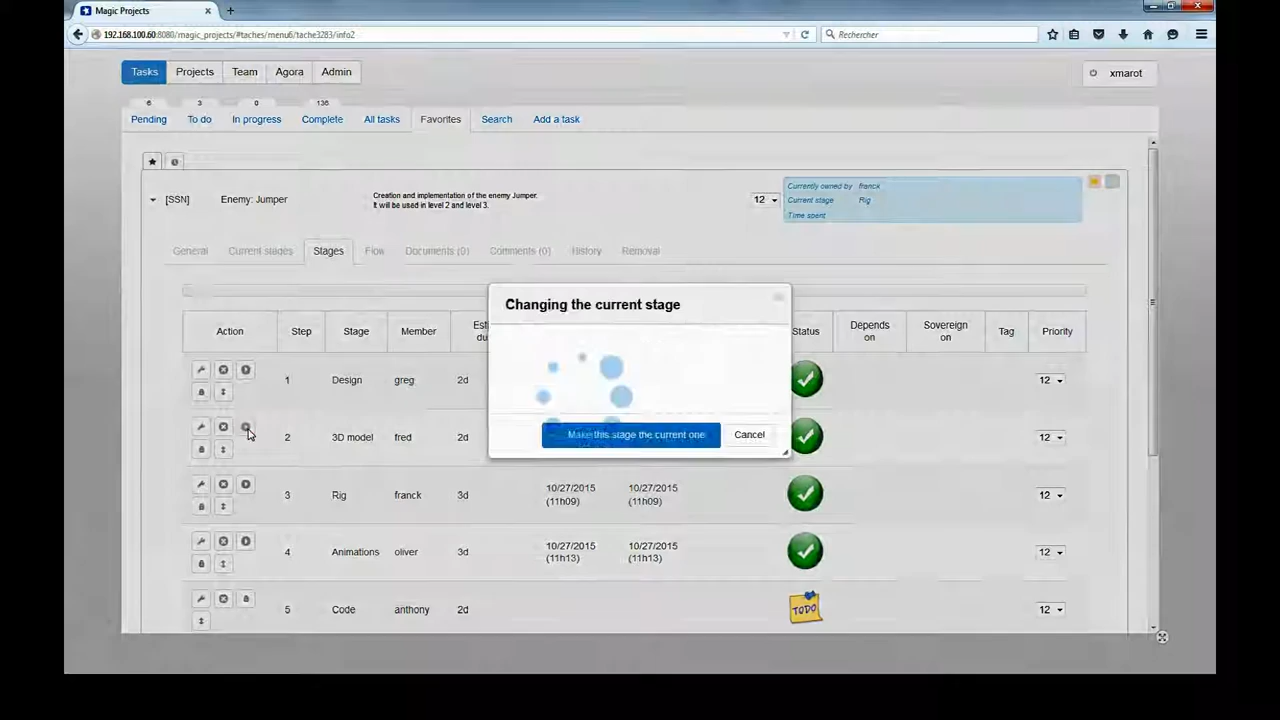 Magic Projects
192.168.100.60:8080/magic_projects/#taches/menu6/tache3283/info2
Rechercher
Tasks Projects Team Agora Admin
xmarot
6 3 0 136
Pending To do In progress Complete All tasks Favorites Search Add a task
[SSN] Enemy: Jumper
Creation and implementation of the enemy Jumper.
It will be used in level 2 and level 3.
12
Currently owned by franck
Current stage Rig
Time spent
General Current stages Stages Flow Documents (0) Comments (0) History Removal
Changing the current stage
Make this stage the current one
Cancel
Action Step Stage Member Status Depends on Sovereign on Tag Priority
1 Design greg 2d 12
2 3D model fred 2d 12
3 Rig franck 3d 10/27/2015 (11h09) 10/27/2015 (11h09) 12
4 Animations oliver 3d 10/27/2015 (11h13) 10/27/2015 (11h13) 12
5 Code anthony 2d TODO 12